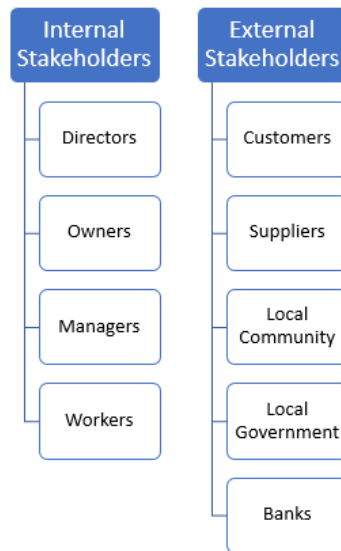 Internal
Stakeholders
Directors
Owners
Managers
Workers
External
Stakeholders
Customers
Suppliers
Local
Community
Local
Government
Banks